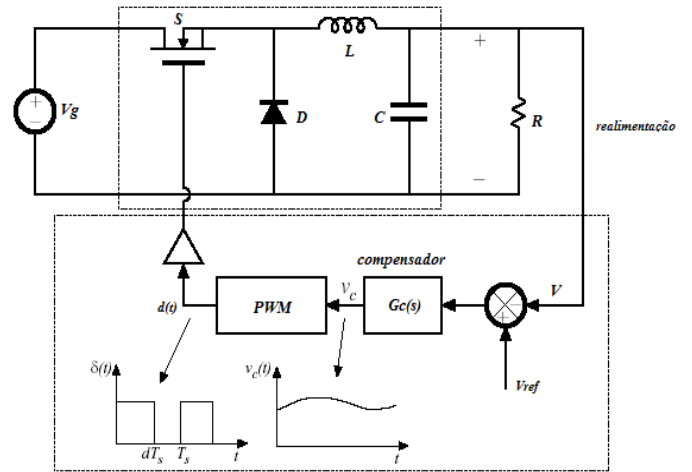 S
L
+
+
Vg
−
D
C
R
realimentação
−
compensador
d(t)
PWM
Vc
Gc(s)
V
−
+
Vref
δ(t)
vc(t)
dTs
Ts
t
t